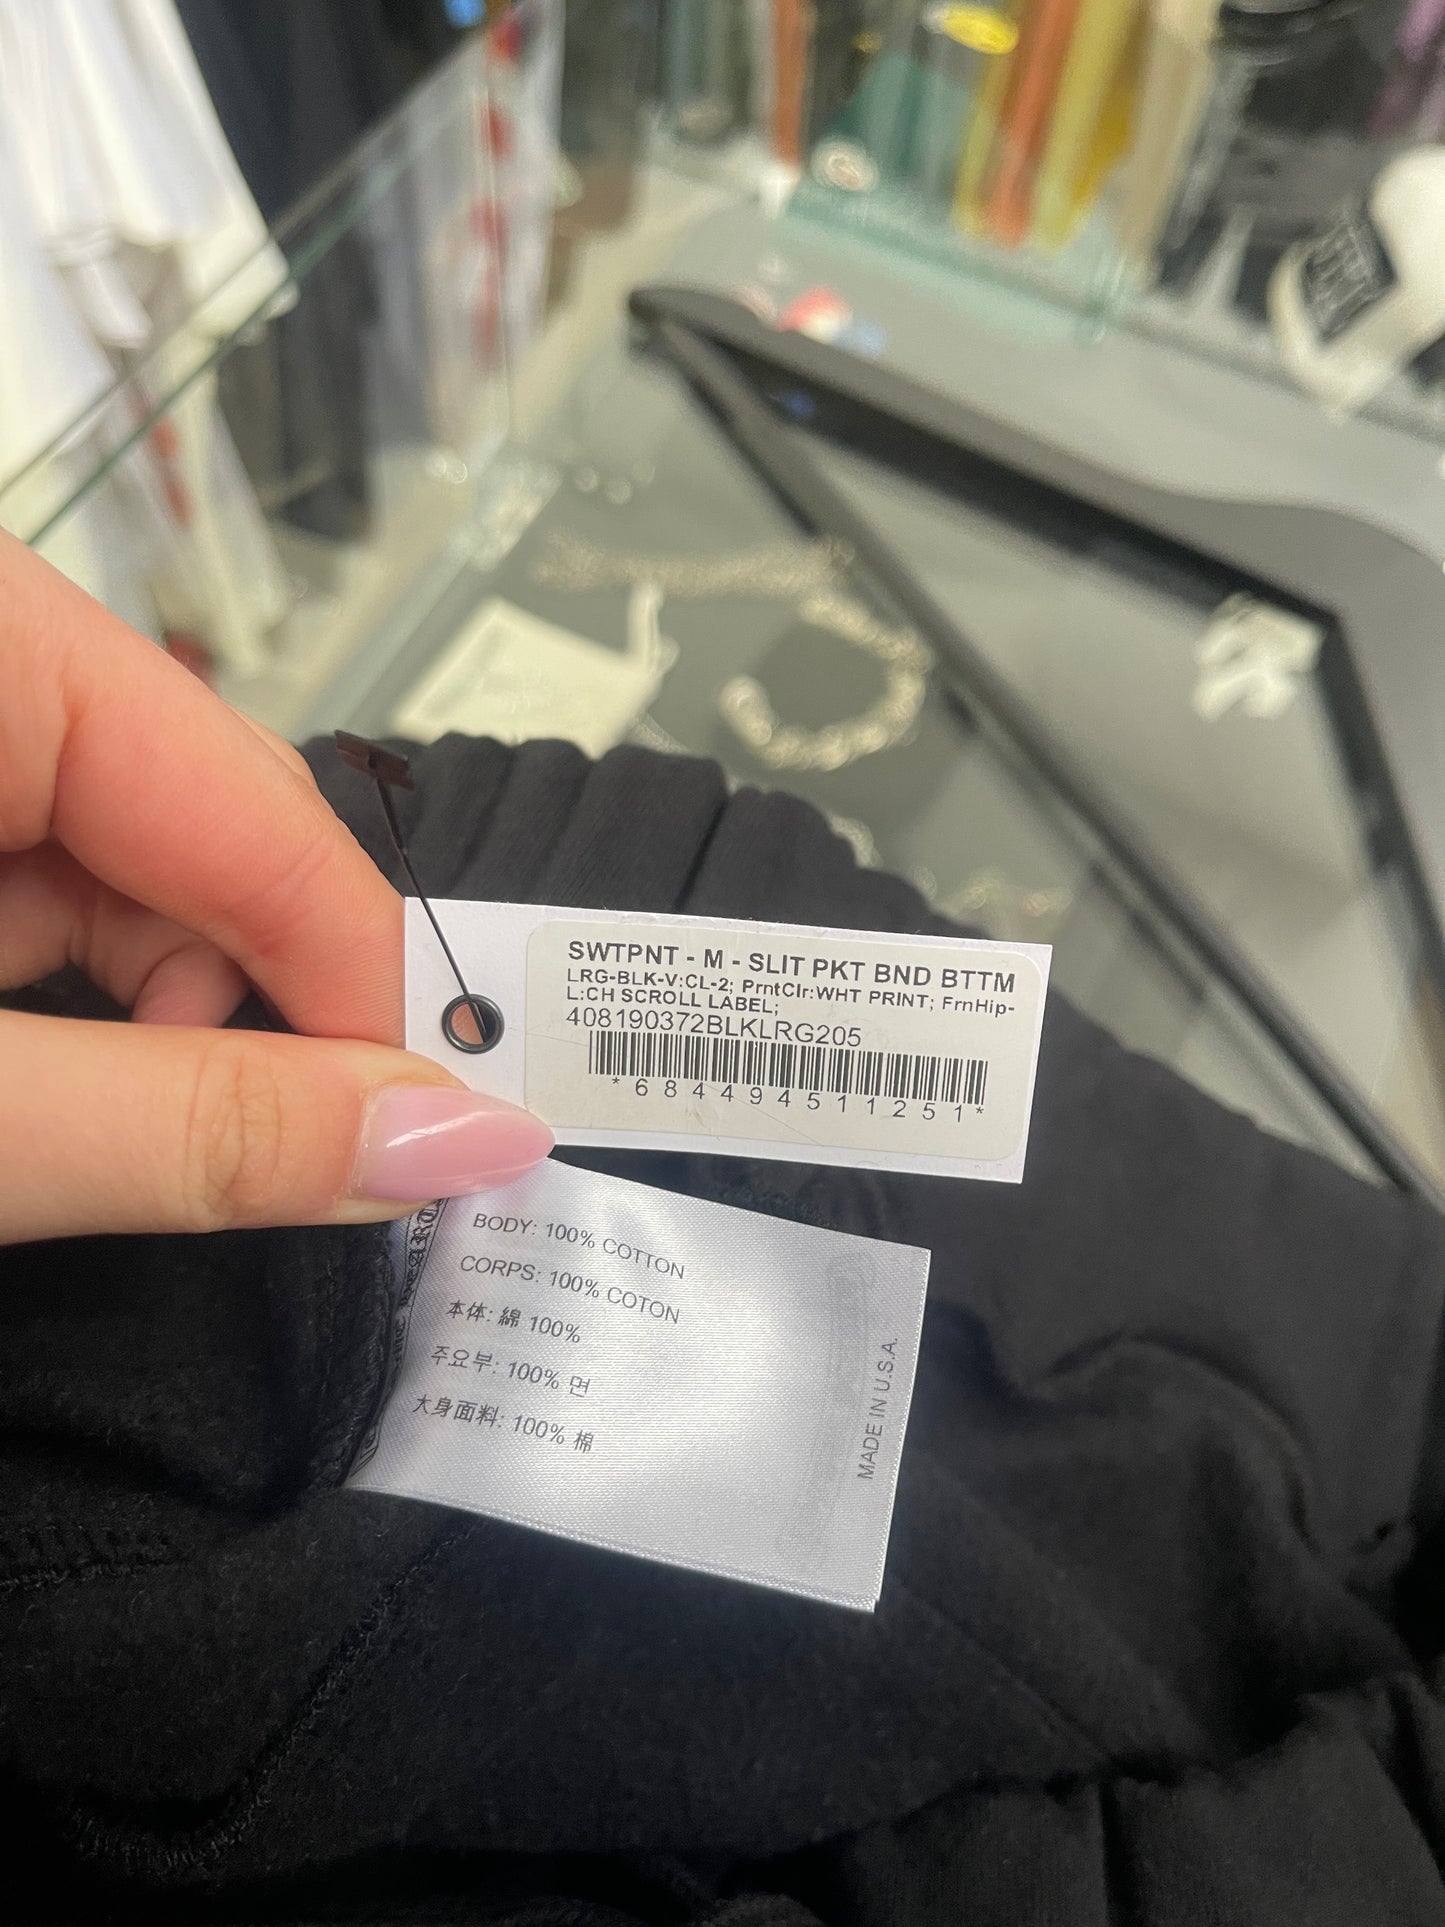 SWTPNT - M - SLIT PKT BND BTTM
LRG-BLK-V:CL-2; PrntClr:WHT PRINT; FrnHip-
L:CH SCROLL LABEL;
408190372BLKLRG205
*684494511251*
BODY: 100% COTTON
CORPS: 100% COTON
本体: 綿 100%
주요부: 100% 면
大身面料: 100% 棉
MADE IN U.S.A.